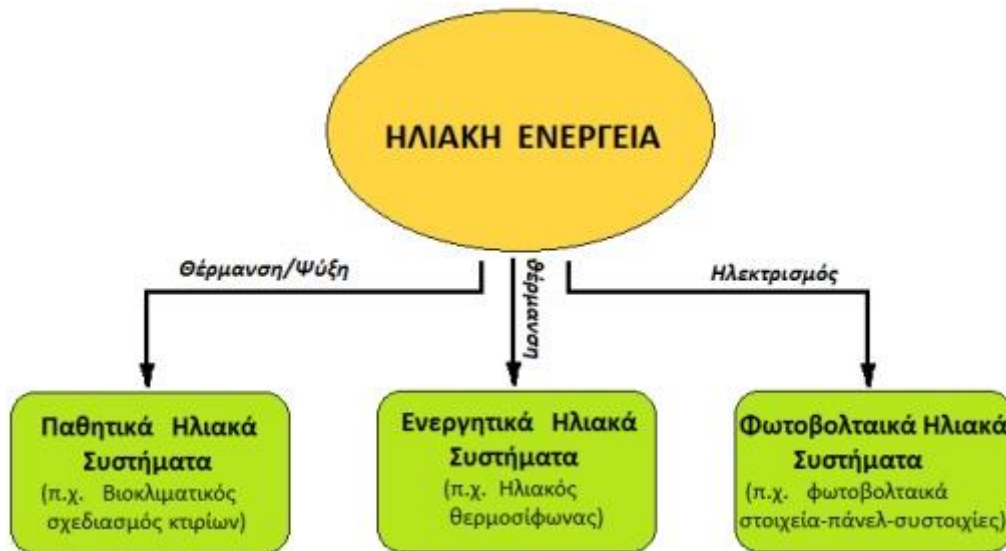 ΗΛΙΑΚΗ ΕΝΕΡΓΕΙΑ
Θέρμανση/Ψύξη
θέρμανση
Ηλεκτρισμός
Παθητικά Ηλιακά
Συστήματα
(π.χ. Βιοκλιματικός
σχεδιασμός κτιρίων)
Ενεργητικά Ηλιακά
Συστήματα
(π.χ. Ηλιακός
θερμοσίφωνας)
Φωτοβολταικά Ηλιακά
Συστήματα
(π.χ. φωτοβολταικά
στοιχεία-πάνελ-συστοιχίες)